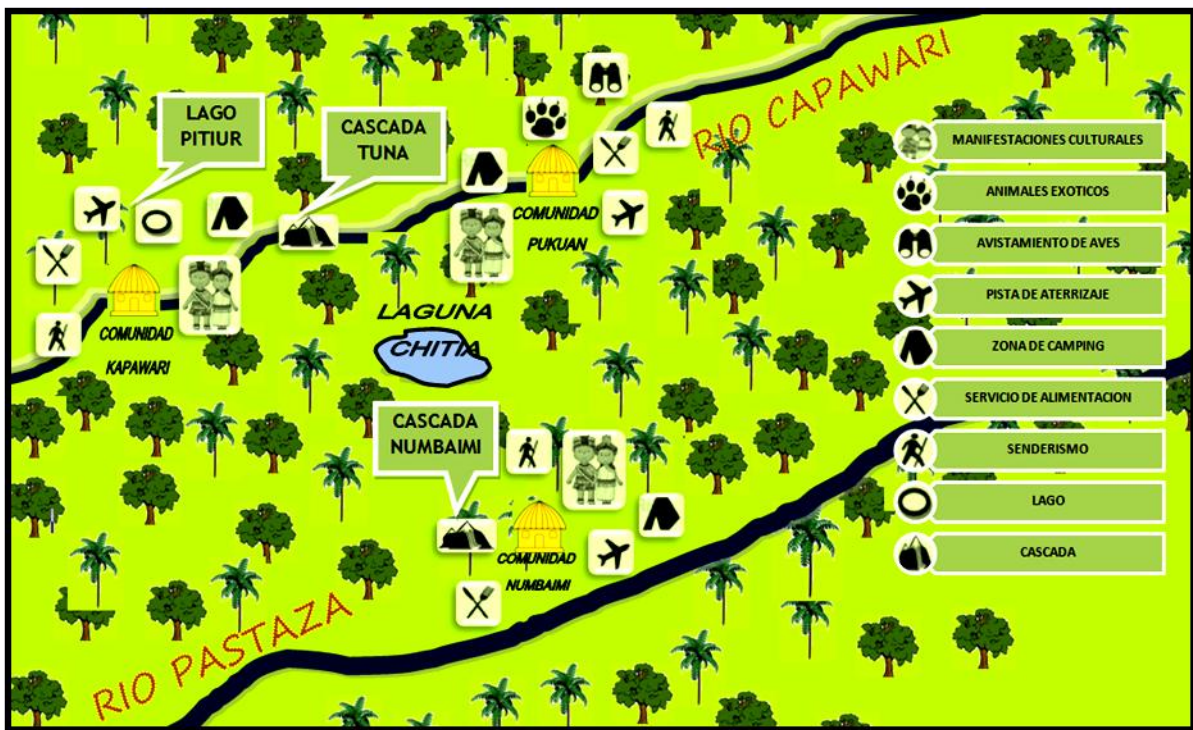 LAGO
PITIUR
CASCADA
TUNA
RIO CAPAWARI
MANIFESTACIONES CULTURALES
ANIMALES EXOTICOS
AVISTAMIENTO DE AVES
PISTA DE ATERRIZAJE
ZONA DE CAMPING
SERVICIO DE ALIMENTACION
SENDERISMO
LAGO
CASCADA
COMUNIDAD
PUKUAN
COMUNIDAD
KAPAWARI
LAGUNA
CHITIA
CASCADA
NUMBAIMI
COMUNIDAD
NUMBAIMI
RIO PASTAZA